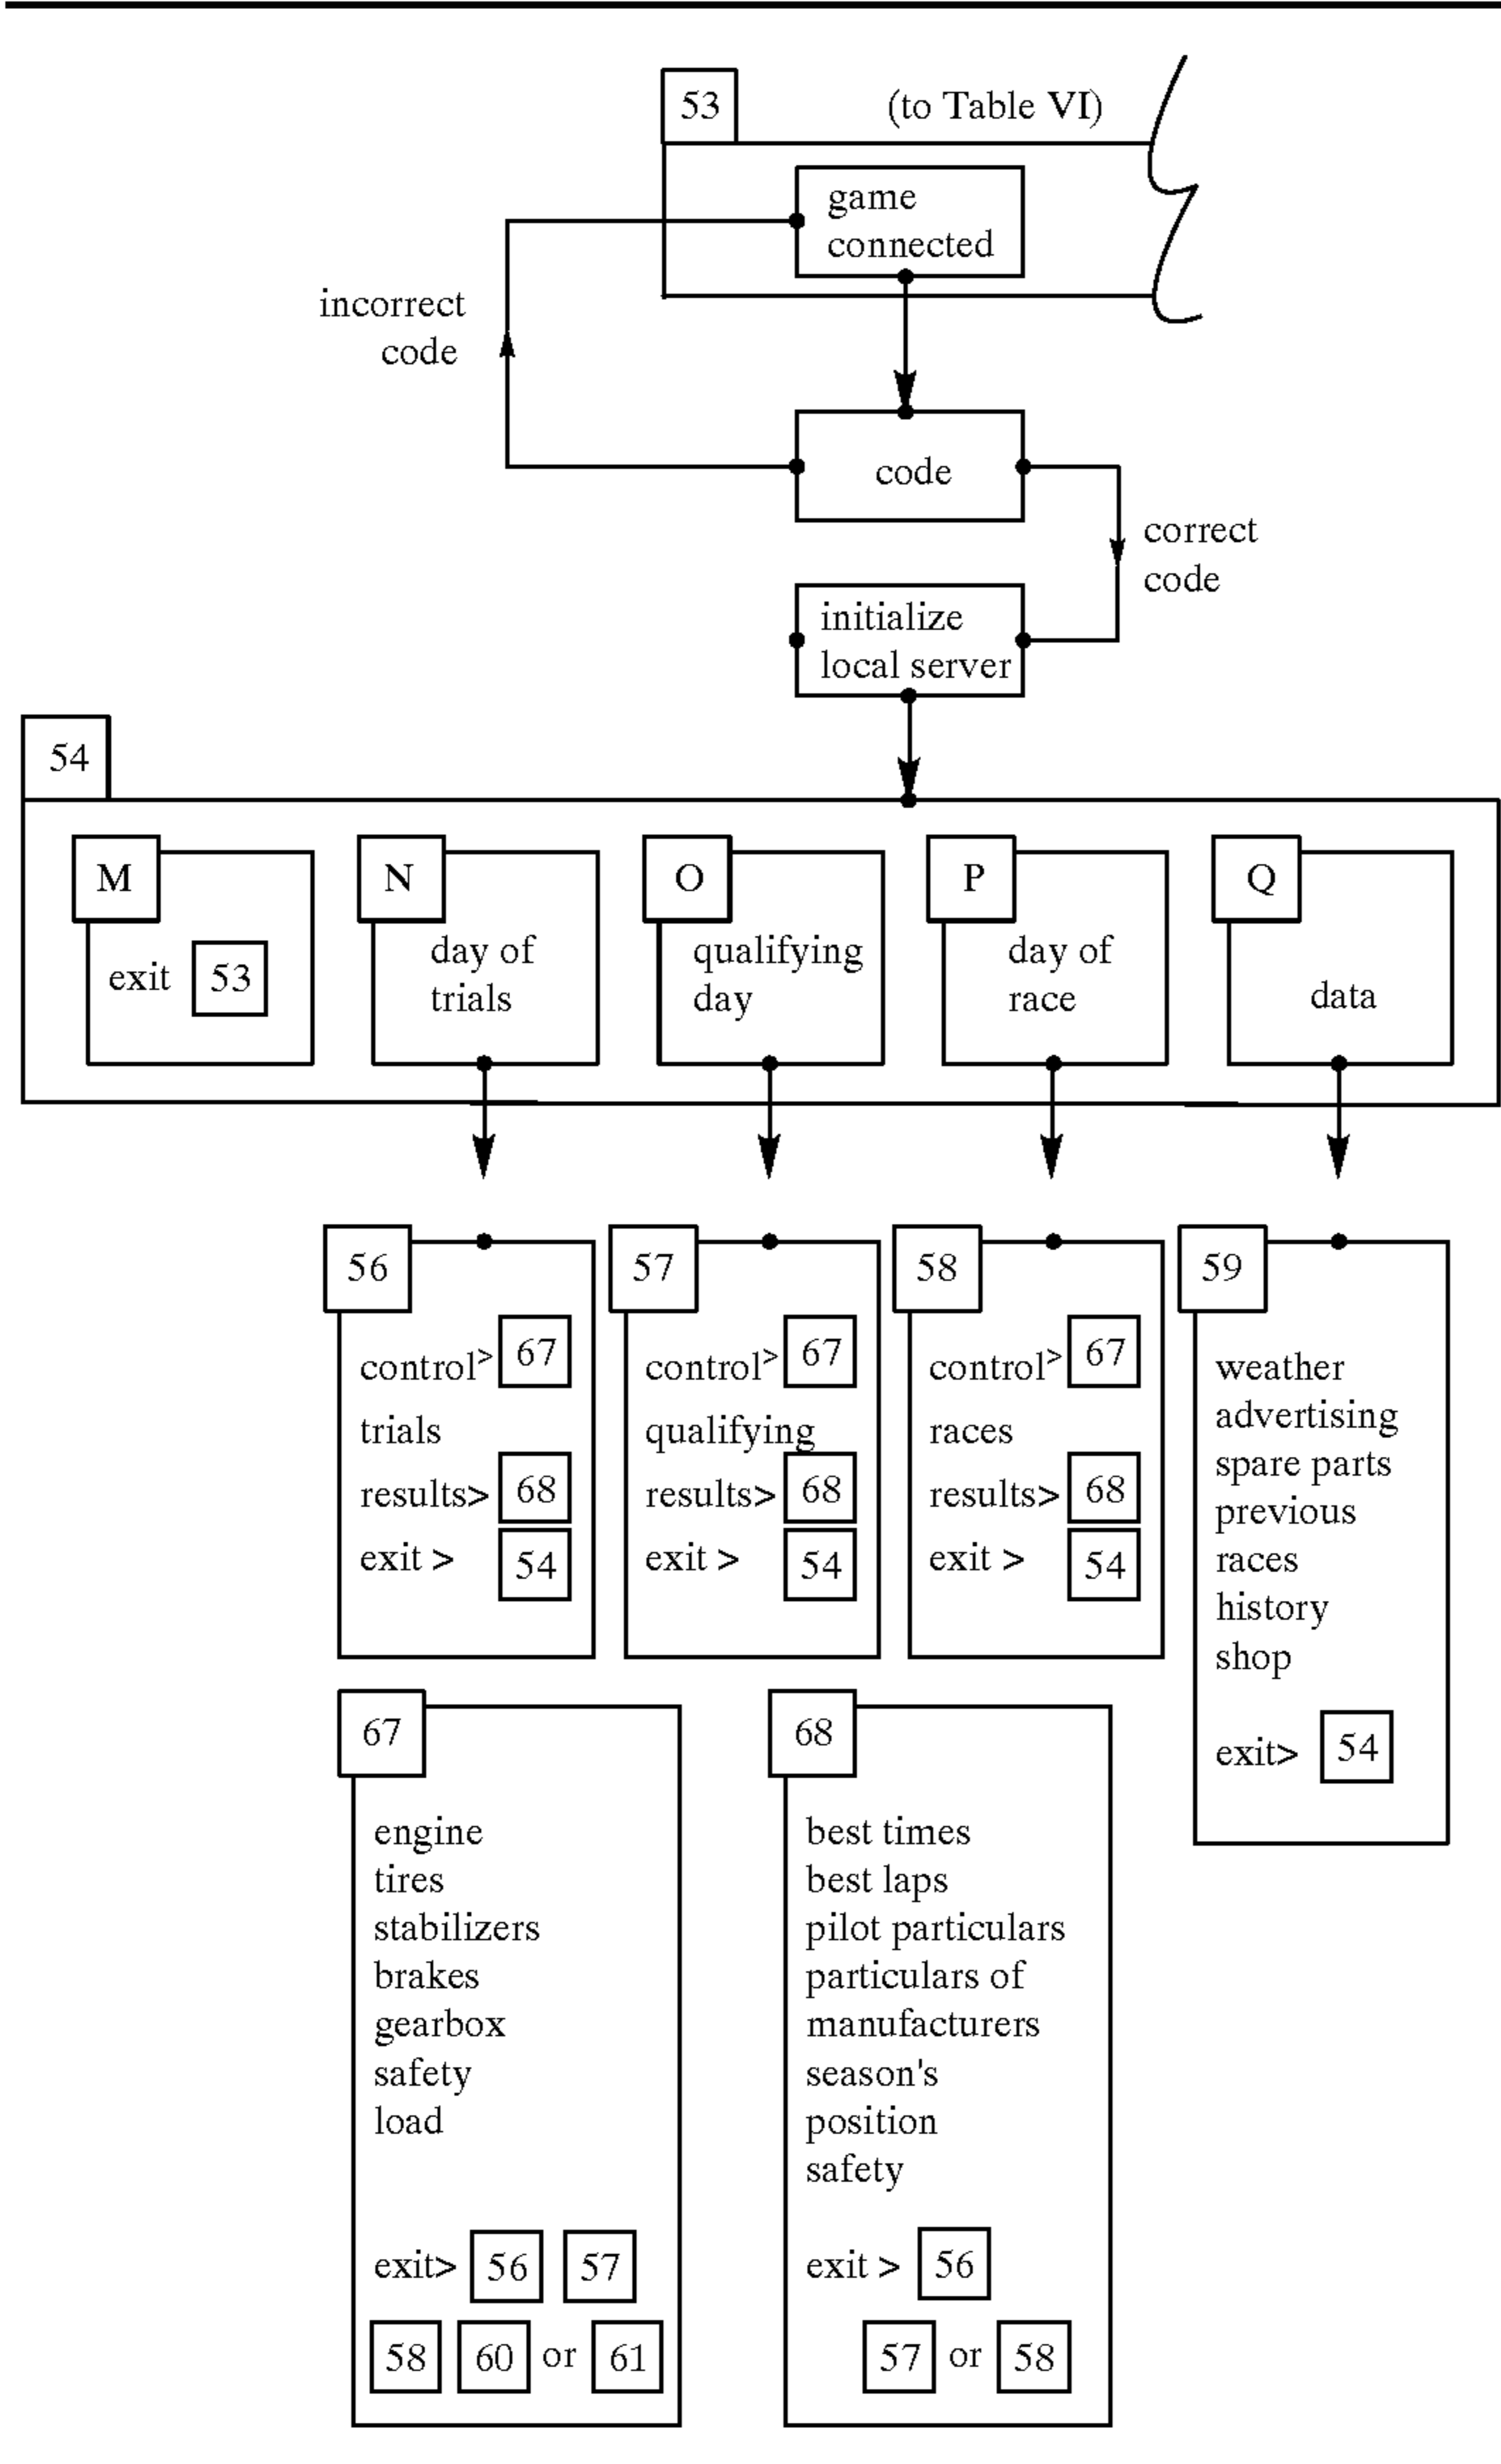 53
(to Table VI)
game
connected
incorrect
code
code
correct
code
initialize
local server
54
M
exit 53
N
day of
trials
O
qualifying
day
P
day of
race
Q
data
56
control> 67
trials
results> 68
exit > 54
57
control> 67
qualifying
results> 68
exit > 54
58
control> 67
races
results> 68
exit > 54
59
weather
advertising
spare parts
previous
races
history
shop
exit> 54
67
engine
tires
stabilizers
brakes
gearbox
safety
load
exit> 56 57
58 60 or 61
68
best times
best laps
pilot particulars
particulars of
manufacturers
season's
position
safety
exit > 56
57 or 58